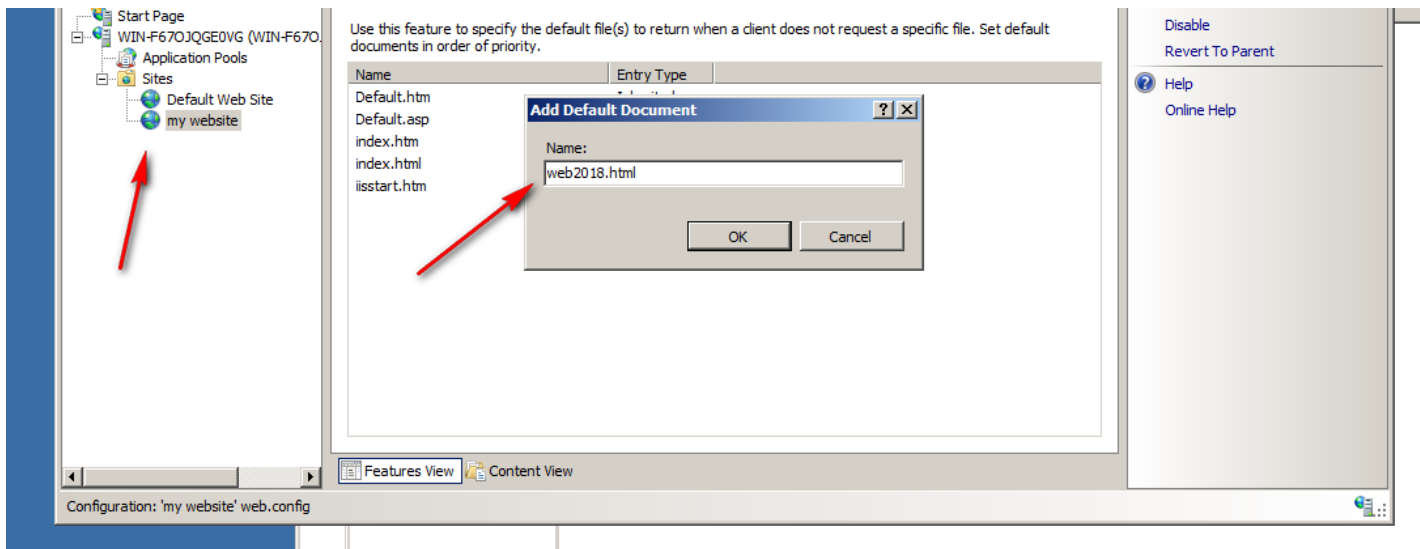 Start Page
WIN-F67OJQGE0VG (WIN-F67O.
Application Pools
Sites
Default Web Site
my website
Use this feature to specify the default file(s) to return when a client does not request a specific file. Set default
documents in order of priority.
Name
Entry Type
Default.htm
Default.asp
index.htm
index.html
iisstart.htm
Add Default Document
Name:
web2018.html
OK
Cancel
Features View
Content View
Disable
Revert To Parent
Help
Online Help
Configuration: 'my website' web.config